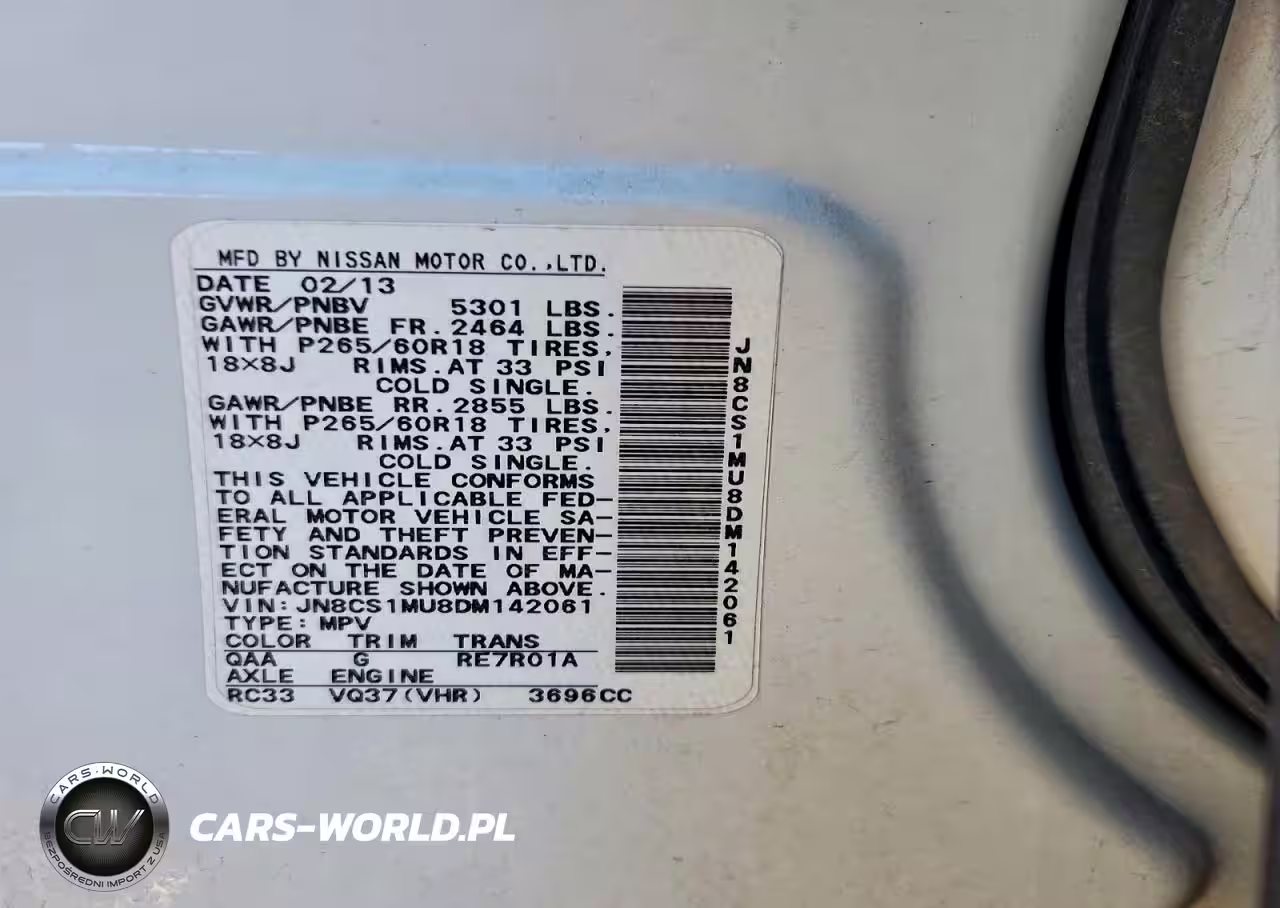 MFD BY NISSAN MOTOR CO.,LTD.
DATE 02/13
GVWR/PNBV 5301 LBS.
GAWR/PNBE FR. 2464 LBS.
WITH P265/60R18 TIRES,
18×8J RIMS.AT 33 PSI
COLD SINGLE.
GAWR/PNBE RR. 2855 LBS.
WITH P265/60R18 TIRES,
18×8J RIMS.AT 33 PSI
COLD SINGLE.
THIS VEHICLE CONFORMS
TO ALL APPLICABLE FED-
ERAL MOTOR VEHICLE SA-
FETY AND THEFT PREVEN-
TION STANDARDS IN EFF-
ECT ON THE DATE OF MA-
NUFACTURE SHOWN ABOVE.
VIN:JN8CS1MU8DM142061
TYPE:MPV
COLOR TRIM TRANS
QAA G RE7R01A
AXLE ENGINE
RC33 VQ37(VHR) 3696CC
JN8CS1MU8DM142061
CARS-WORLD
CW
BEZPOŚREDNI IMPORT Z USA
CARS-WORLD.PL